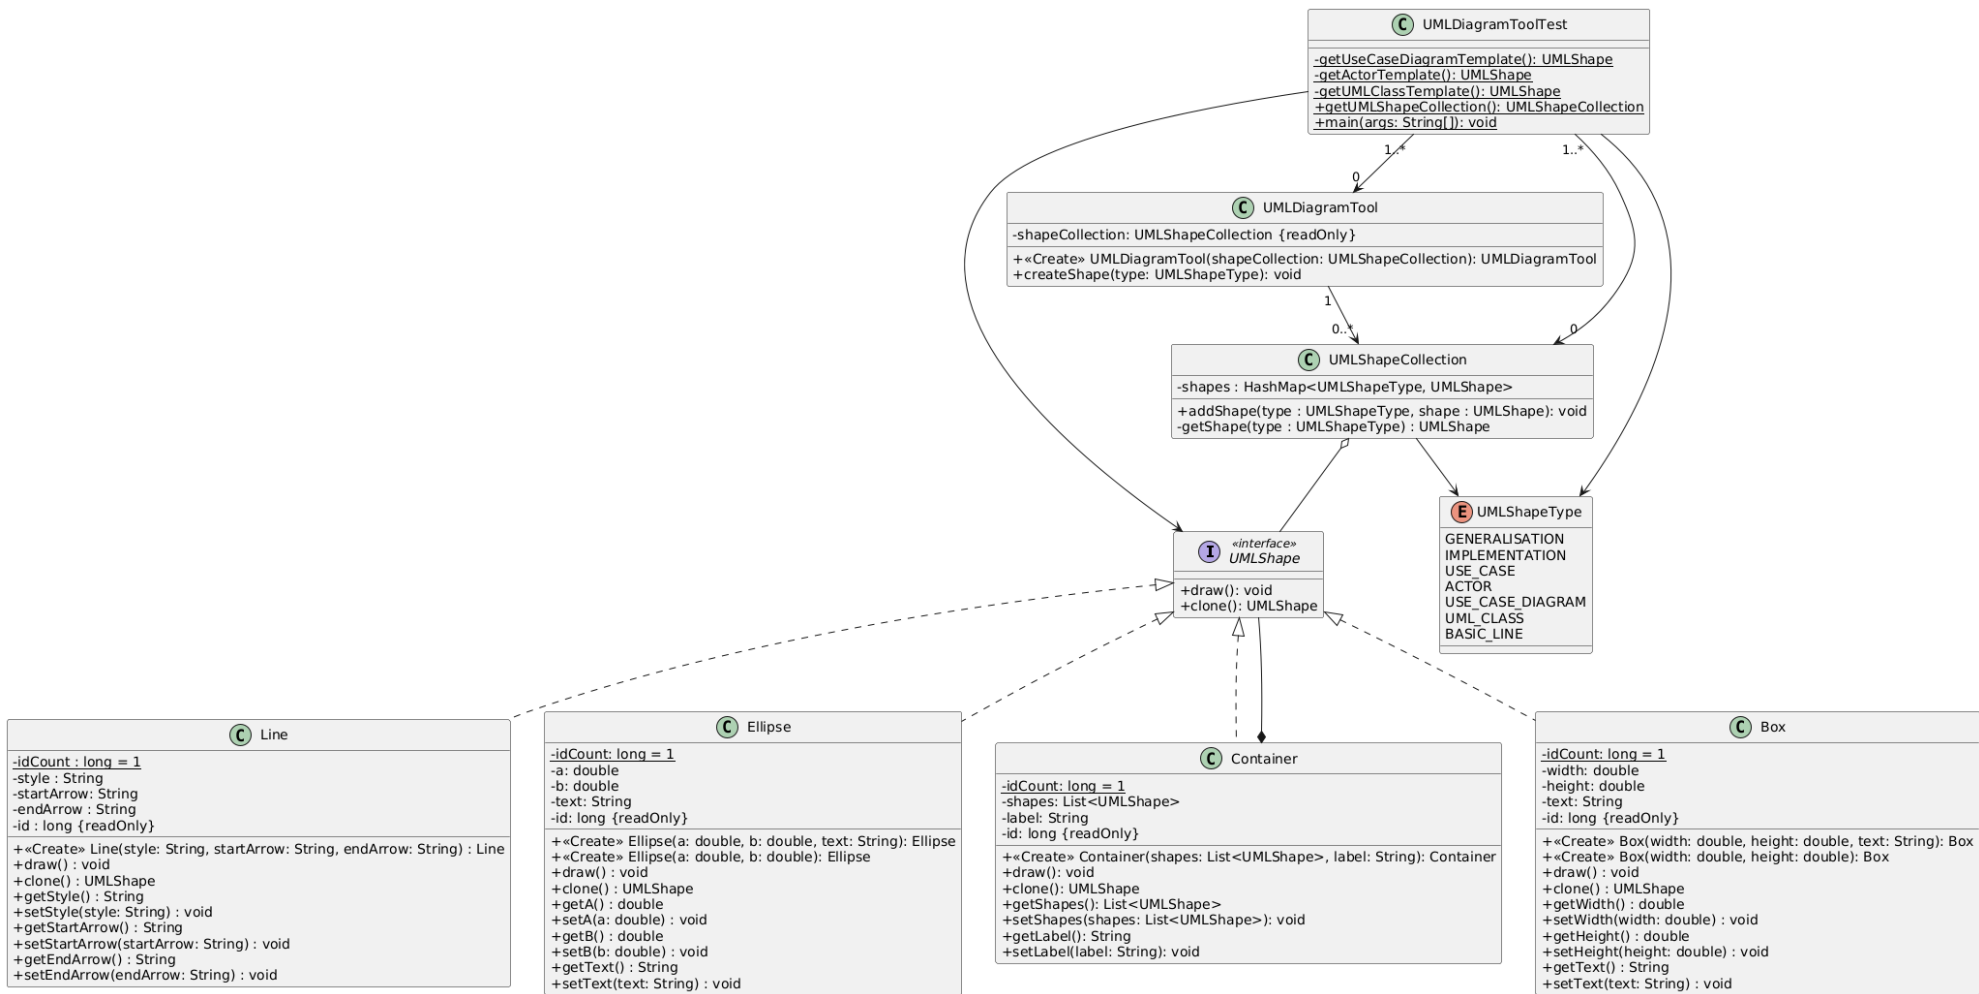 C UMLDiagramToolTest
-getUseCaseDiagramTemplate(): UMLShape
-getActorTemplate(): UMLShape
-getUMLClassTemplate(): UMLShape
+getUMLShapeCollection(): UMLShapeCollection
+main(args: String[]): void
1..*
1..*
0
C UMLDiagramTool
-shapeCollection: UMLShapeCollection {readOnly}
+«Create» UMLDiagramTool(shapeCollection: UMLShapeCollection): UMLDiagramTool
+createShape(type: UMLShapeType): void
1
0..*
0
C UMLShapeCollection
-shapes : HashMap<UMLShapeType, UMLShape>
+addShape(type : UMLShapeType, shape : UMLShape): void
-getShape(type : UMLShapeType) : UMLShape
I «interface»
UMLShape
+draw(): void
+clone(): UMLShape
E UMLShapeType
GENERALISATION
IMPLEMENTATION
USE_CASE
ACTOR
USE_CASE_DIAGRAM
UML_CLASS
BASIC_LINE
C Line
-idCount : long = 1
-style : String
-startArrow: String
-endArrow : String
-id : long {readOnly}
+«Create» Line(style: String, startArrow: String, endArrow: String) : Line
+draw() : void
+clone() : UMLShape
+getStyle() : String
+setStyle(style: String) : void
+getStartArrow() : String
+setStartArrow(startArrow: String) : void
+getEndArrow() : String
+setEndArrow(endArrow: String) : void
C Ellipse
-idCount: long = 1
-a: double
-b: double
-text: String
-id: long {readOnly}
+«Create» Ellipse(a: double, b: double, text: String): Ellipse
+«Create» Ellipse(a: double, b: double): Ellipse
+draw() : void
+clone() : UMLShape
+getA() : double
+setA(a: double) : void
+getB() : double
+setB(b: double) : void
+getText() : String
+setText(text: String) : void
C Container
-idCount: long = 1
-shapes: List<UMLShape>
-label: String
-id: long {readOnly}
+«Create» Container(shapes: List<UMLShape>, label: String): Container
+draw(): void
+clone(): UMLShape
+getShapes(): List<UMLShape>
+setShapes(shapes: List<UMLShape>): void
+getLabel(): String
+setLabel(label: String): void
C Box
-idCount: long = 1
-width: double
-height: double
-text: String
-id: long {readOnly}
+«Create» Box(width: double, height: double, text: String): Box
+«Create» Box(width: double, height: double): Box
+draw() : void
+clone() : UMLShape
+getWidth() : double
+setWidth(width: double) : void
+getHeight() : double
+setHeight(height: double) : void
+getText() : String
+setText(text: String) : void